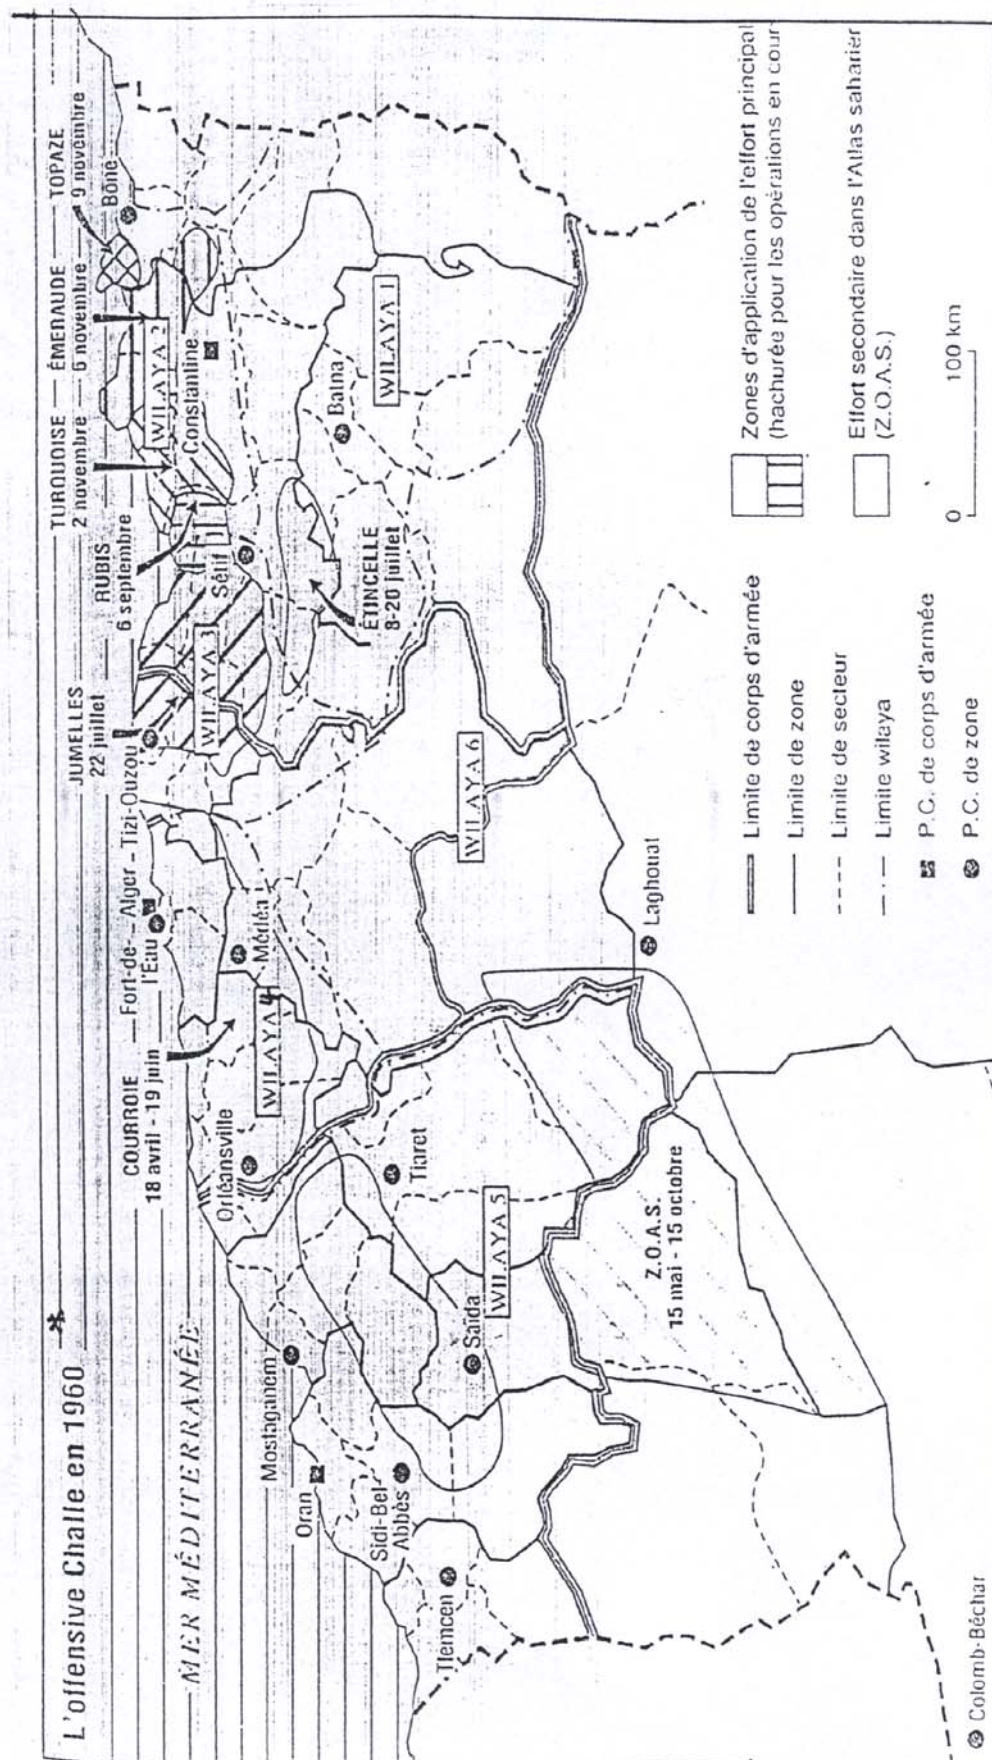 L'offensive Challe en 1960
MER MÉDITERRANÉE
COURROIE
18 avril - 19 juin
JUMELLES
22 juillet
RUBIS
6 septembre
TURQUOISE
2 novembre
ÉMERAUDE
6 novembre
TOPAZE
9 novembre
ÉTINCELLE
8-20 juillet
Z.O.A.S.
15 mai - 15 octobre
Fort-de-
l'Eau
Alger
Tizi-Ouzou
Bône
Constantine
Sétif
Batna
Médéa
Orléansville
Mostaganem
Oran
Sidi-Bel-
Abbès
Tlemcen
Tiaret
Saïda
Laghouat
Colomb-Béchar
WILAYA 2
WILAYA 1
WILAYA 3
WILAYA 4
WILAYA 6
WILAYA 5
Limite de corps d'armée
Limite de zone
Limite de secteur
Limite wilaya
P.C. de corps d'armée
P.C. de zone
Zones d'application de l'effort principal
(hachurée pour les opérations en cour
Effort secondaire dans l'Atlas saharier
(Z.O.A.S.)
0 100 km